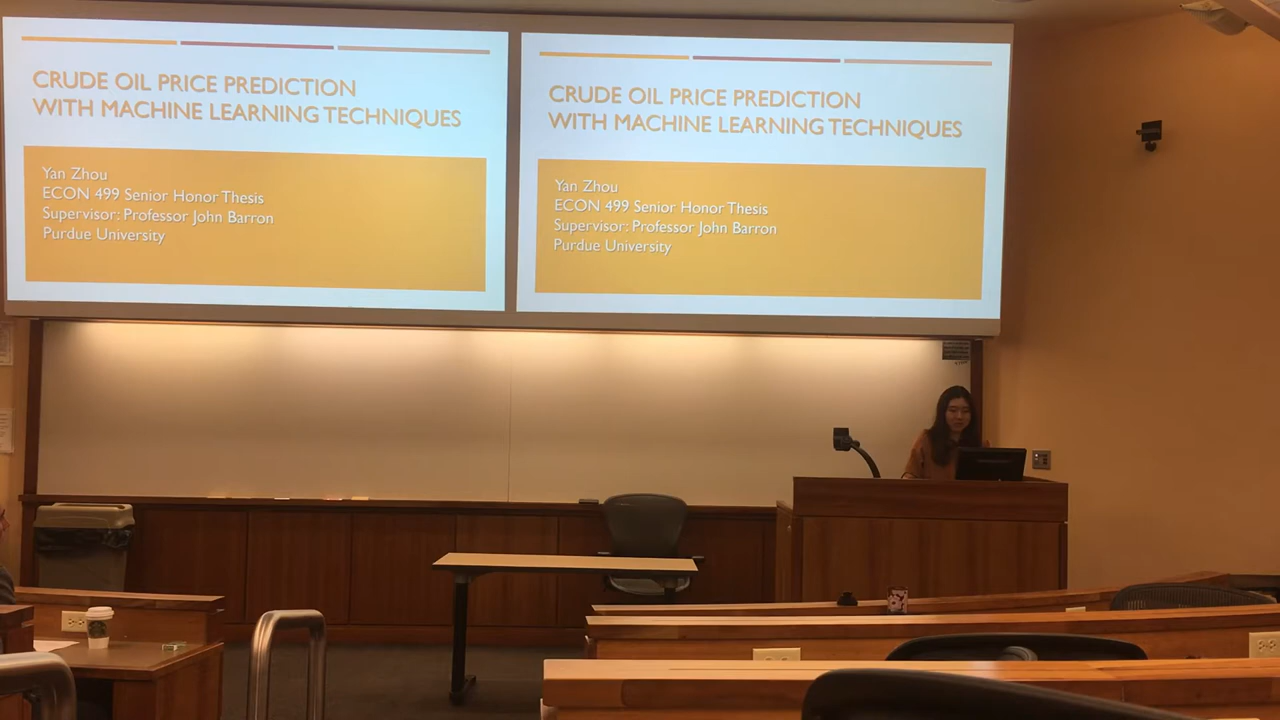 CRUDE OIL PRICE PREDICTION
WITH MACHINE LEARNING TECHNIQUES
Yan Zhou
ECON 499 Senior Honor Thesis
Supervisor: Professor John Barron
Purdue University
CRUDE OIL PRICE PREDICTION
WITH MACHINE LEARNING TECHNIQUES
Yan Zhou
ECON 499 Senior Honor Thesis
Supervisor: Professor John Barron
Purdue University